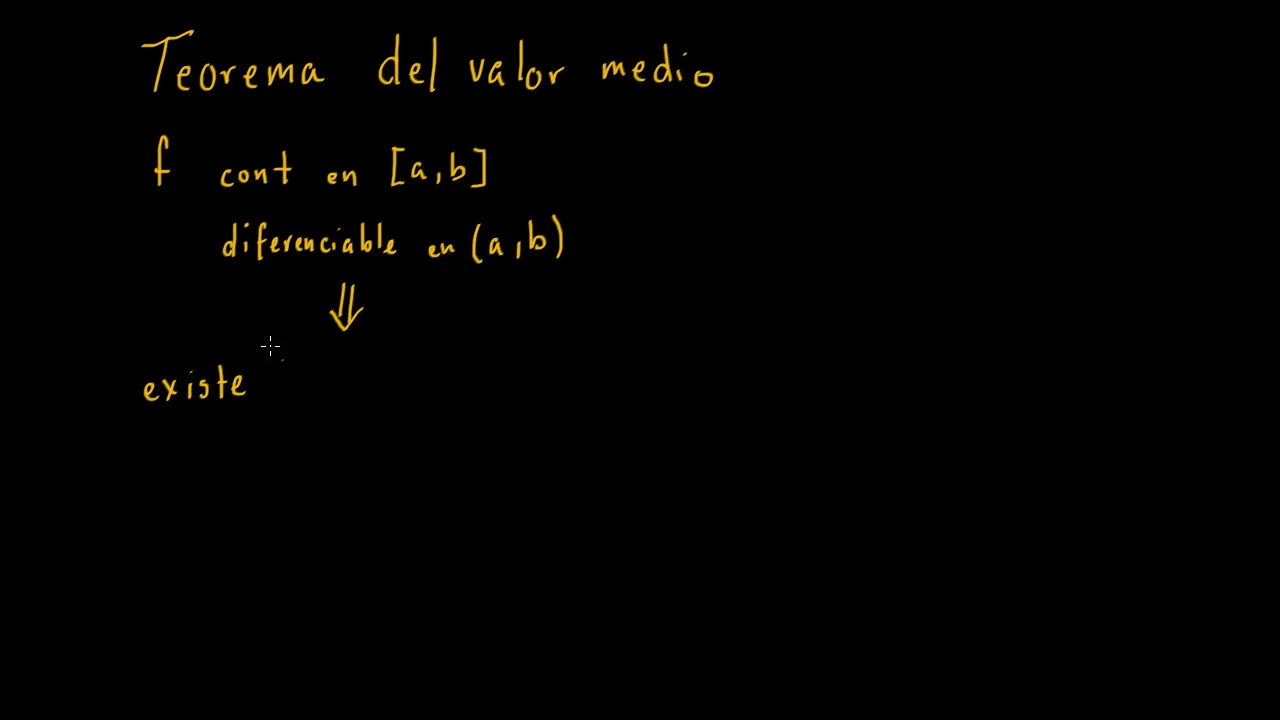 Teorema del valor medio
f cont en [a,b]
diferenciable en (a,b)
⇓
existe